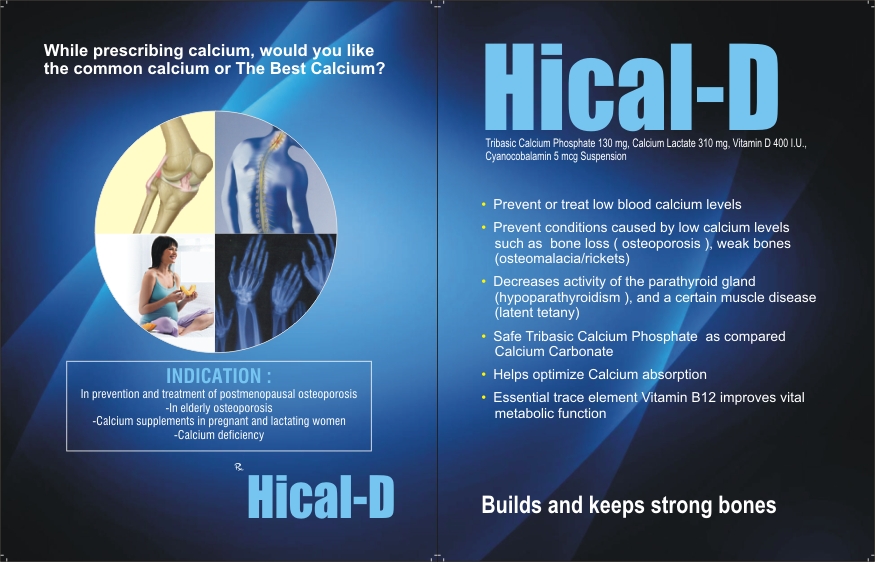 While prescribing calcium, would you like
the common calcium or The Best Calcium?
INDICATION :
In prevention and treatment of postmenopausal osteoporosis
-In elderly osteoporosis
-Calcium supplements in pregnant and lactating women
-Calcium deficiency
℞
Hical-D
Hical-D
Tribasic Calcium Phosphate 130 mg, Calcium Lactate 310 mg, Vitamin D 400 I.U.,
Cyanocobalamin 5 mcg Suspension
• Prevent or treat low blood calcium levels
• Prevent conditions caused by low calcium levels
such as bone loss ( osteoporosis ), weak bones
(osteomalacia/rickets)
• Decreases activity of the parathyroid gland
(hypoparathyroidism ), and a certain muscle disease
(latent tetany)
• Safe Tribasic Calcium Phosphate as compared
Calcium Carbonate
• Helps optimize Calcium absorption
• Essential trace element Vitamin B12 improves vital
metabolic function
Builds and keeps strong bones